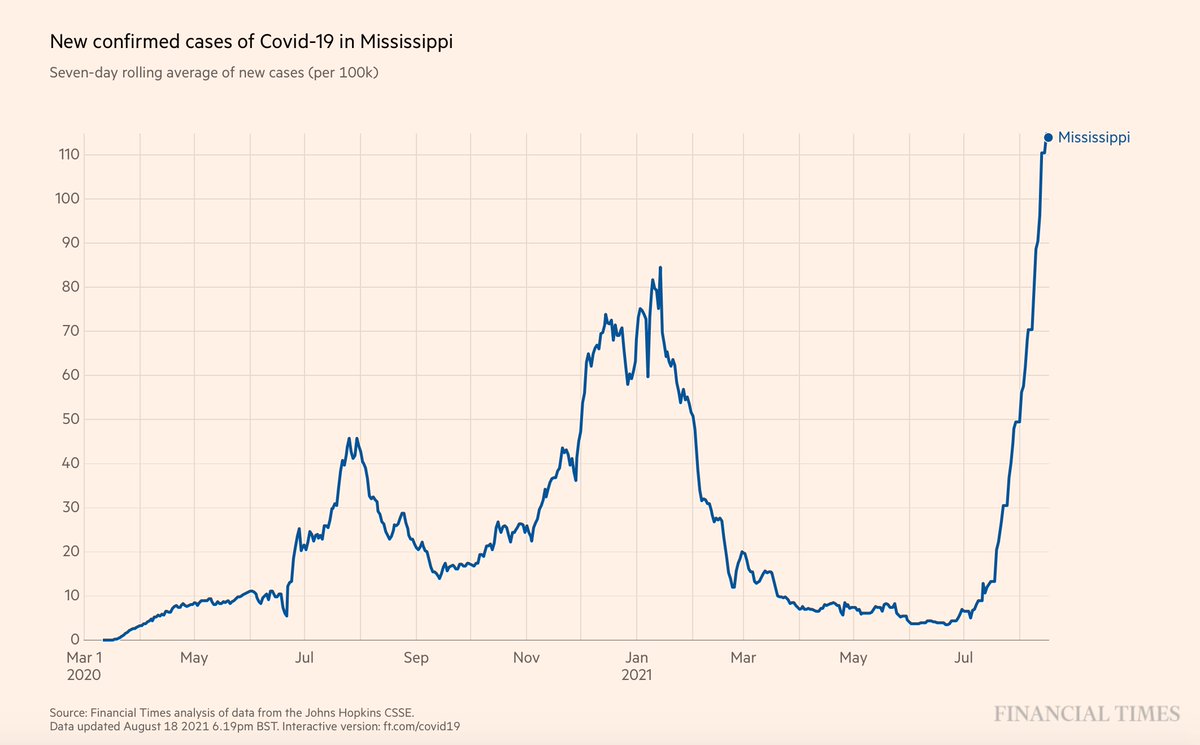 New confirmed cases of Covid-19 in Mississippi
Seven-day rolling average of new cases (per 100k)
Mississippi
110
100
90
80
70
60
50
40
30
20
10
0
Mar 1 May Jul Sep Nov Jan Mar May Jul
2020 2021
Source: Financial Times analysis of data from the Johns Hopkins CSSE.
Data updated August 18 2021 6.19pm BST. Interactive version: ft.com/covid19
FINANCIAL TIMES